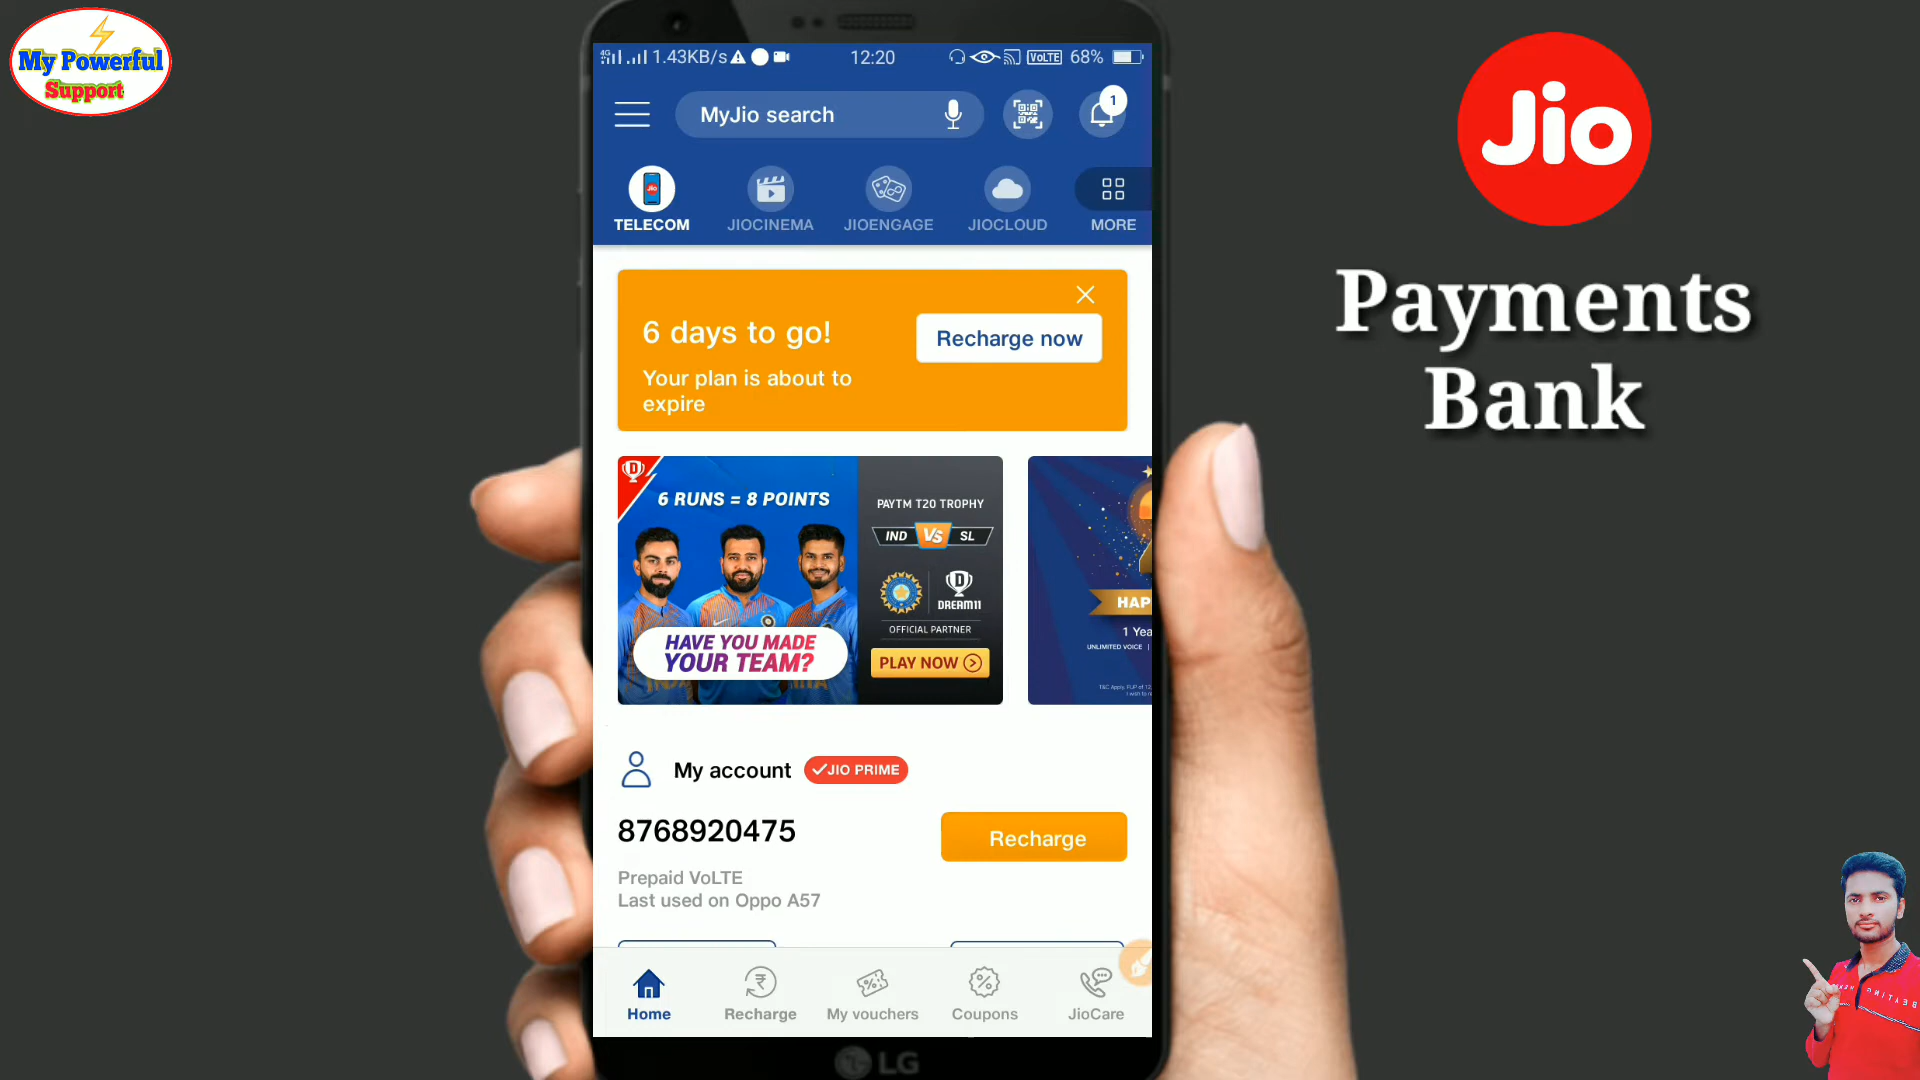 My Powerful
Support
4G
1.43KB/s
12:20
VoLTE
68%
MyJio search
1
Jio
TELECOM
JIOCINEMA
JIOENGAGE
JIOCLOUD
MORE
6 days to go!
Your plan is about to
expire
Recharge now
6 RUNS = 8 POINTS
HAVE YOU MADE
YOUR TEAM?
PAYTM T20 TROPHY
IND VS SL
DREAM11
OFFICIAL PARTNER
PLAY NOW
HAP
1 Yea
UNLIMITED VOICE
My account
JIO PRIME
8768920475
Recharge
Prepaid VoLTE
Last used on Oppo A57
Home
Recharge
My vouchers
Coupons
JioCare
LG
Jio
Payments
Bank